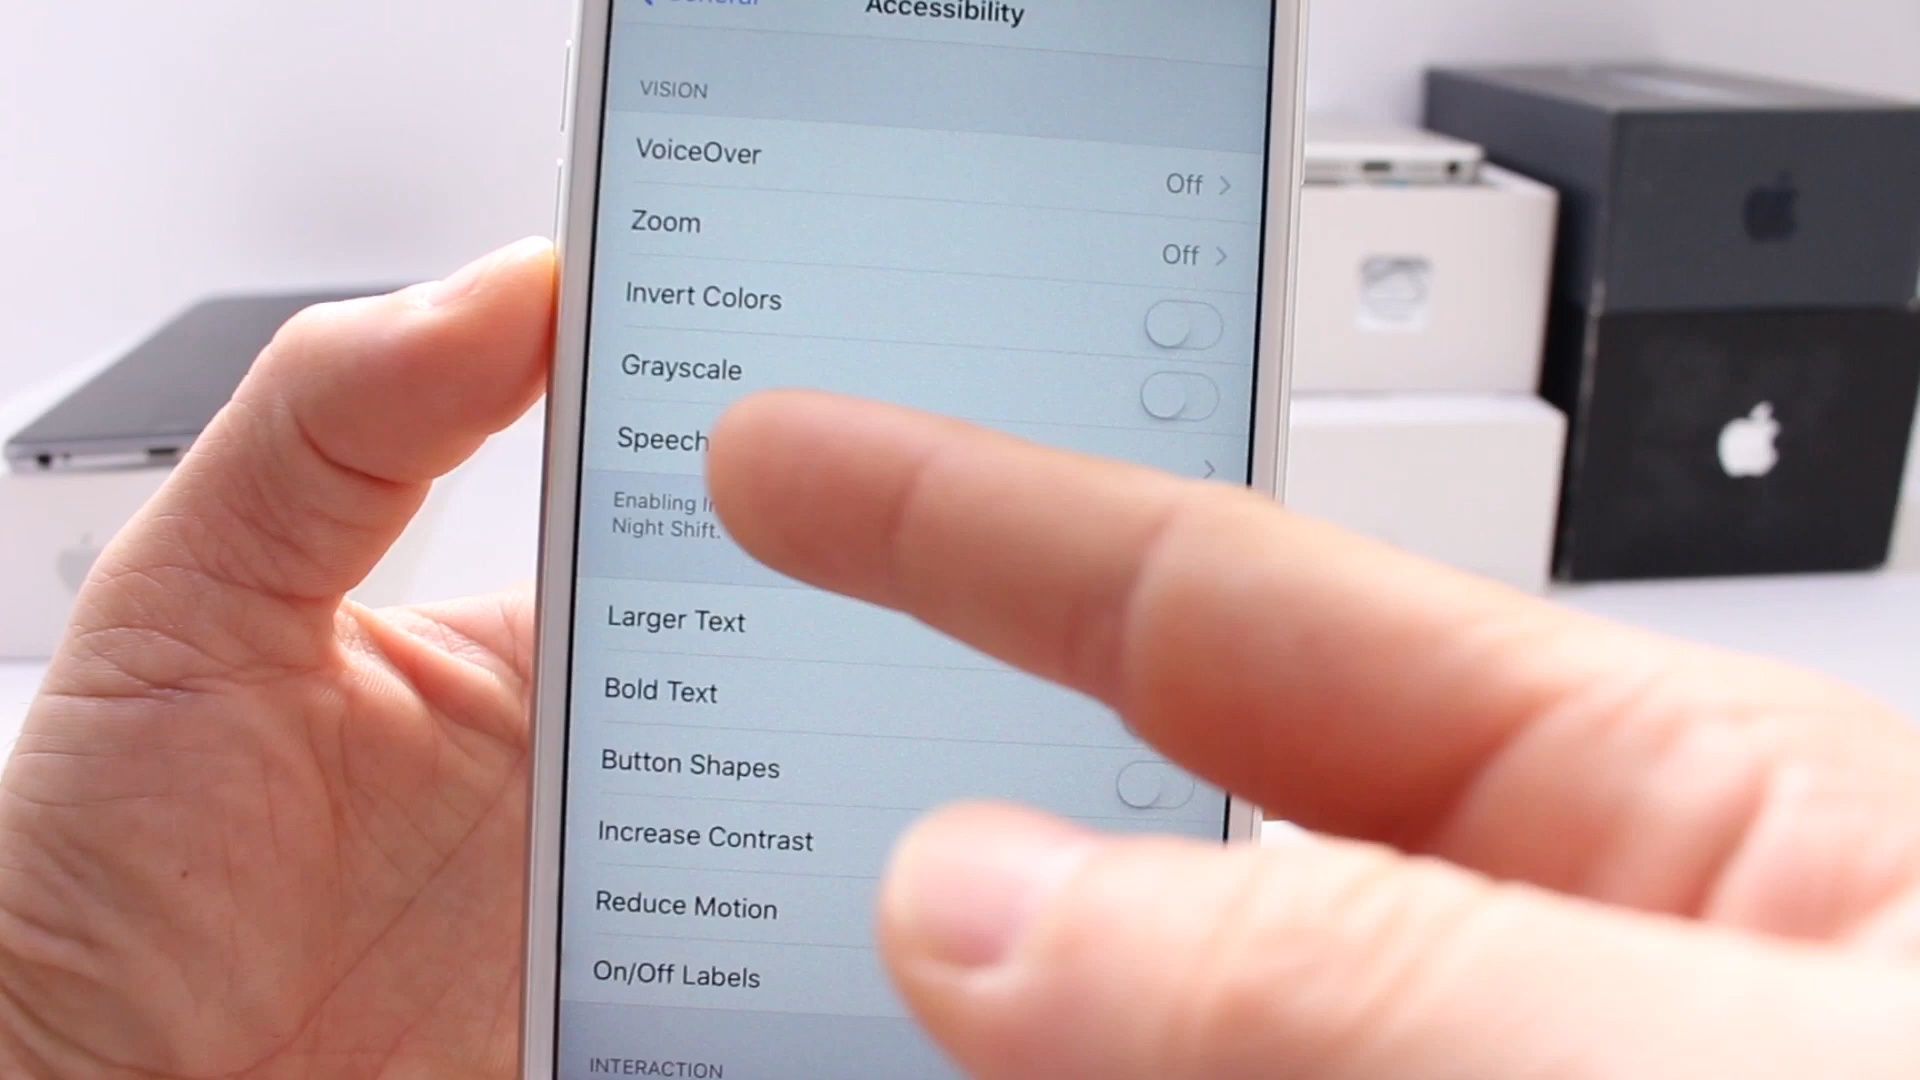 General
Accessibility
VISION
VoiceOver
Off
Zoom
Off
Invert Colors
Grayscale
Speech
Enabling
Night Shift.
Larger Text
Bold Text
Button Shapes
Increase Contrast
Reduce Motion
On/Off Labels
INTERACTION